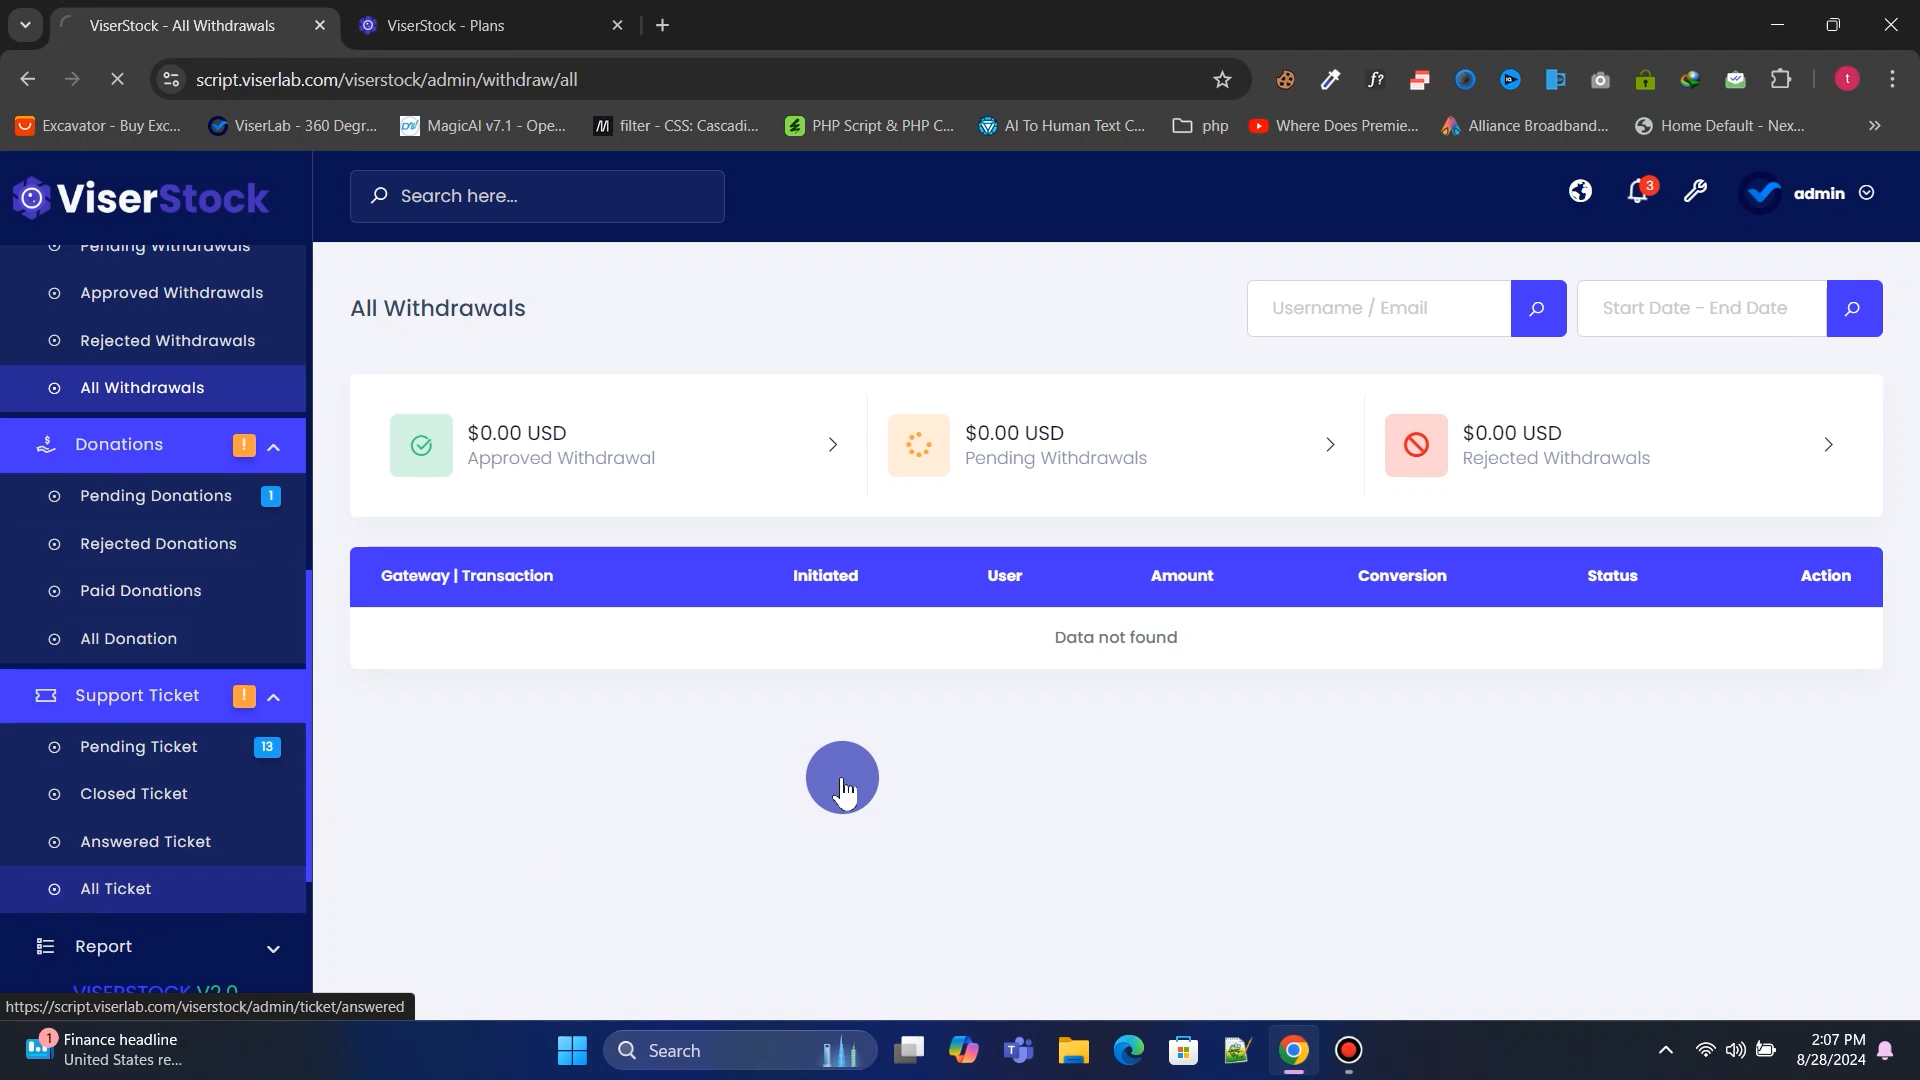 ViserStock - All Withdrawals
ViserStock - Plans
script.viserlab.com/viserstock/admin/withdraw/all
f?
t
Excavator - Buy Exc...
ViserLab - 360 Degr...
MagicAI v7.1 - Ope...
filter - CSS: Cascadi...
PHP Script & PHP C...
AI To Human Text C...
php
Where Does Premie...
Alliance Broadband...
Home Default - Nex...
ViserStock
Search here...
3
admin
Pending Withdrawals
Approved Withdrawals
Rejected Withdrawals
All Withdrawals
Donations
!
Pending Donations
1
Rejected Donations
Paid Donations
All Donation
Support Ticket
!
Pending Ticket
13
Closed Ticket
Answered Ticket
All Ticket
Report
VISERSTOCK V2.0
All Withdrawals
Username / Email
Start Date - End Date
$0.00 USD
Approved Withdrawal
$0.00 USD
Pending Withdrawals
$0.00 USD
Rejected Withdrawals
Gateway | Transaction
Initiated
User
Amount
Conversion
Status
Action
Data not found
https://script.viserlab.com/viserstock/admin/ticket/answered
1
Finance headline
United States re...
Search
2:07 PM
8/28/2024